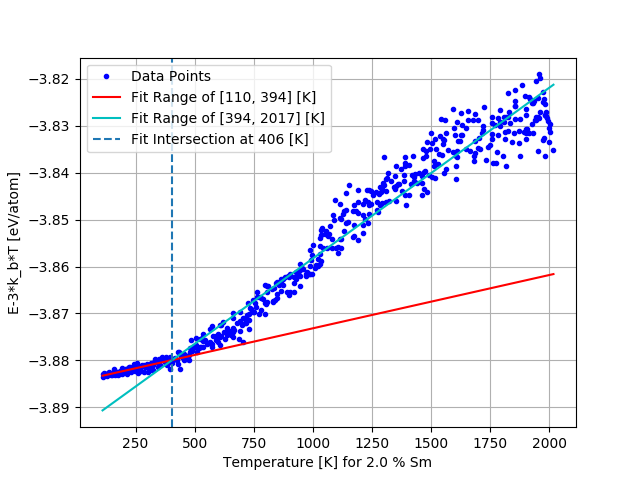 −3.82
−3.83
−3.84
−3.85
−3.86
−3.87
−3.88
−3.89
E-3*k_b*T [eV/atom]
Data Points
Fit Range of [110, 394] [K]
Fit Range of [394, 2017] [K]
Fit Intersection at 406 [K]
250 500 750 1000 1250 1500 1750 2000
Temperature [K] for 2.0 % Sm